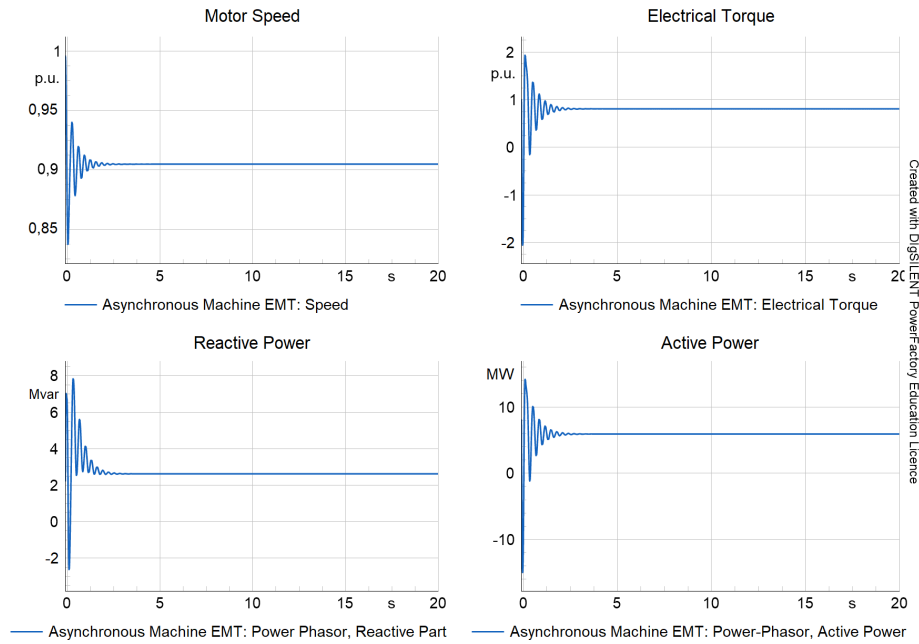 Motor Speed
1
p.u.
0,95
0,9
0,85
0
5
10
15
s
20
Asynchronous Machine EMT: Speed
Electrical Torque
2
p.u.
1
0
-1
-2
0
5
10
15
s
20
Asynchronous Machine EMT: Electrical Torque
Reactive Power
8
Mvar
6
4
2
0
-2
0
5
10
15
s
20
Asynchronous Machine EMT: Power Phasor, Reactive Part
Active Power
MW
10
0
-10
0
5
10
15
s
20
Asynchronous Machine EMT: Power-Phasor, Active Power
Created with DIgSILENT PowerFactory Education Licence